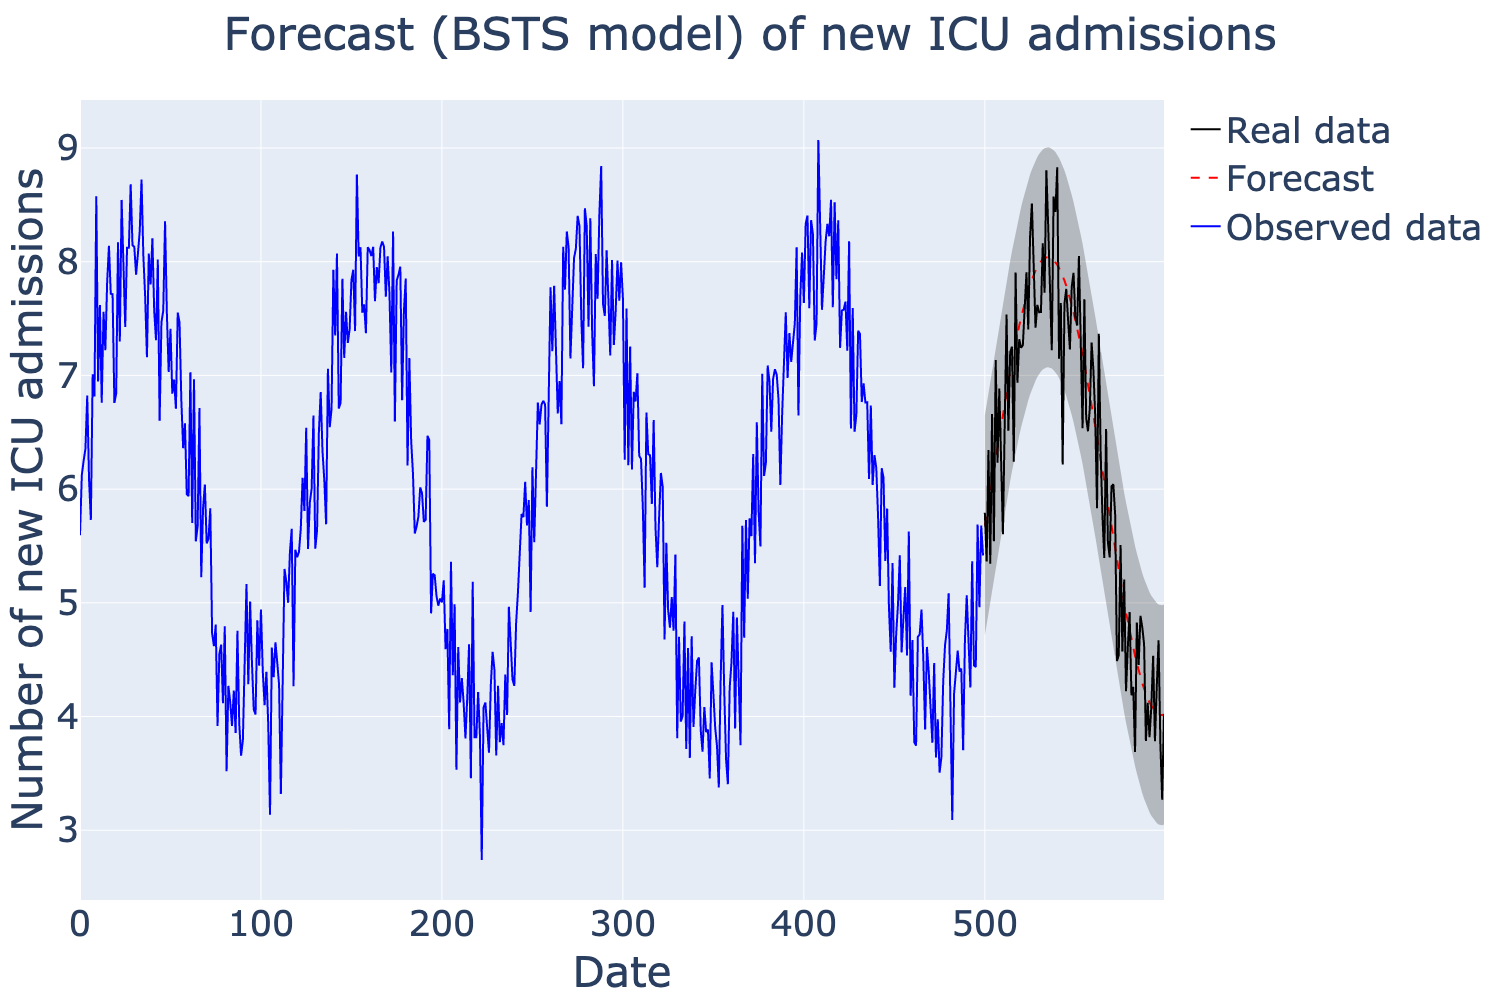 Forecast (BSTS model) of new ICU admissions
Real data
Forecast
Observed data
Number of new ICU admissions
9
8
7
6
5
4
3
0 100 200 300 400 500
Date